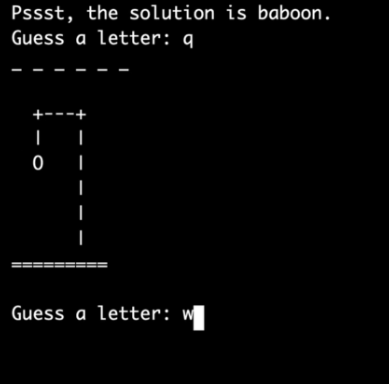 Pssst, the solution is baboon.
Guess a letter: q
_ _ _ _ _ _
  +---+
  |   |
  O   |
      |
      |
      |
=========
Guess a letter: w